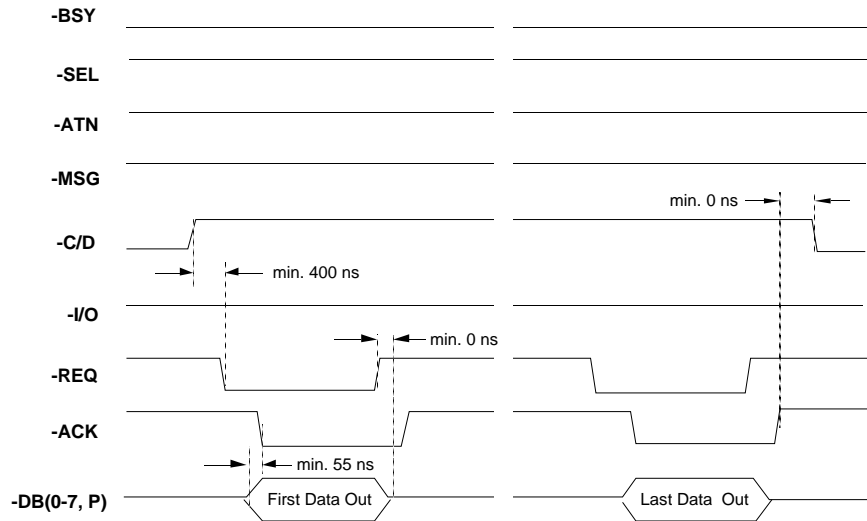 -BSY
-SEL
-ATN
-MSG
min. 0 ns
-C/D
min. 400 ns
-I/O
min. 0 ns
-REQ
-ACK
min. 55 ns
-DB(0-7, P)
First Data Out
Last Data Out